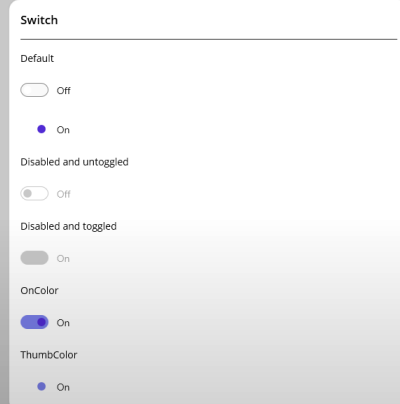 Switch
Default
Off
On
Disabled and untoggled
Off
Disabled and toggled
On
OnColor
On
ThumbColor
On